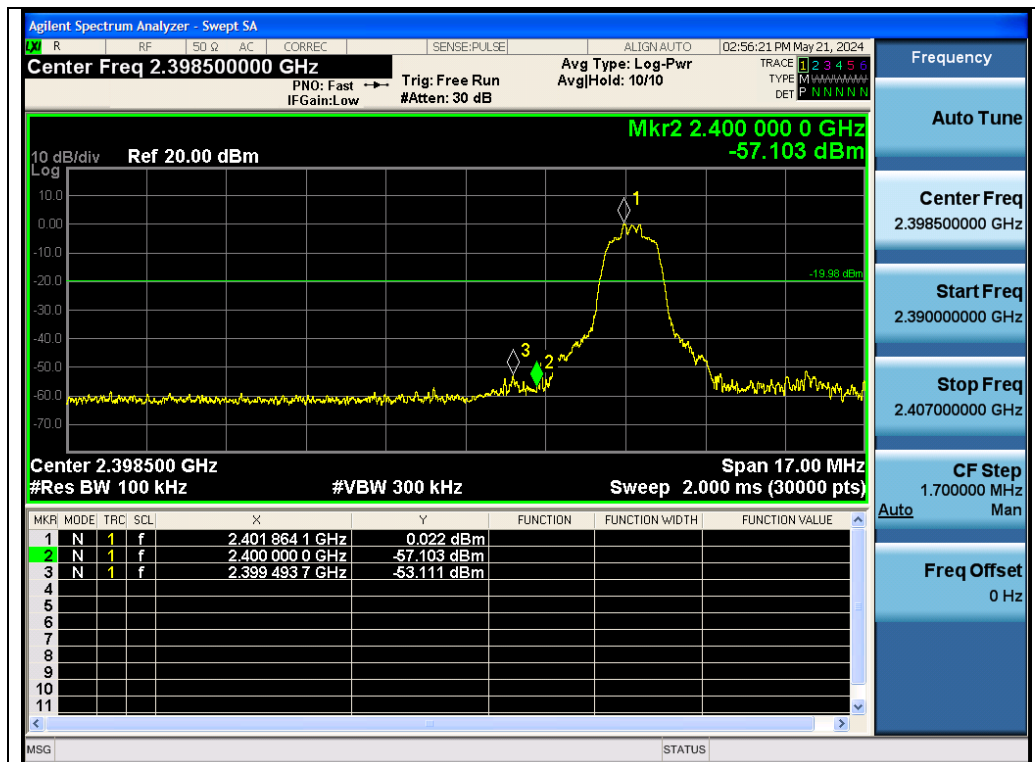 Agilent Spectrum Analyzer - Swept SA
LXI R RF 50 Ω AC CORREC SENSE:PULSE ALIGN AUTO 02:56:21 PM May 21, 2024
Center Freq 2.398500000 GHz
PNO: Fast
IFGain:Low
Trig: Free Run
#Atten: 30 dB
Avg Type: Log-Pwr
Avg|Hold: 10/10
TRACE 1 2 3 4 5 6
TYPE M WWWWW
DET P N N N N N
Mkr2 2.400 000 0 GHz
-57.103 dBm
10 dB/div Ref 20.00 dBm
Log
10.0
0.00
-10.0
-20.0
-30.0
-40.0
-50.0
-60.0
-70.0
1
-19.98 dBm
3
2
Center 2.398500 GHz Span 17.00 MHz
#Res BW 100 kHz #VBW 300 kHz Sweep 2.000 ms (30000 pts)
MKR MODE TRC SCL X Y FUNCTION FUNCTION WIDTH FUNCTION VALUE
1 N 1 f 2.401 864 1 GHz 0.022 dBm
2 N 1 f 2.400 000 0 GHz -57.103 dBm
3 N 1 f 2.399 493 7 GHz -53.111 dBm
4
5
6
7
8
9
10
11
MSG STATUS
Frequency
Auto Tune
Center Freq
2.398500000 GHz
Start Freq
2.390000000 GHz
Stop Freq
2.407000000 GHz
CF Step
1.700000 MHz
Auto Man
Freq Offset
0 Hz